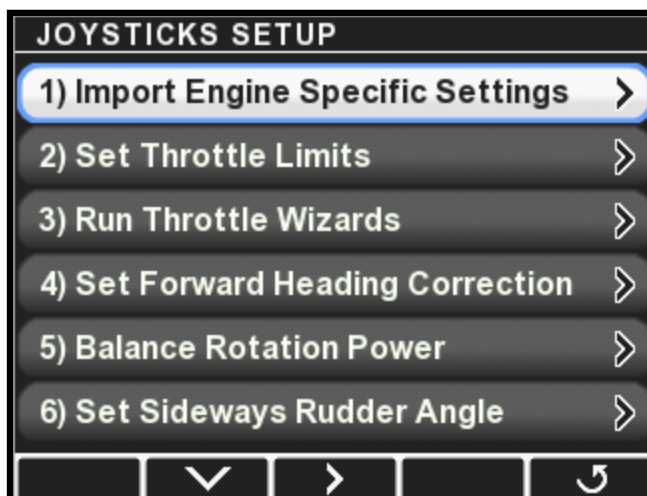 JOYSTICKS SETUP
1) Import Engine Specific Settings
2) Set Throttle Limits
3) Run Throttle Wizards
4) Set Forward Heading Correction
5) Balance Rotation Power
6) Set Sideways Rudder Angle